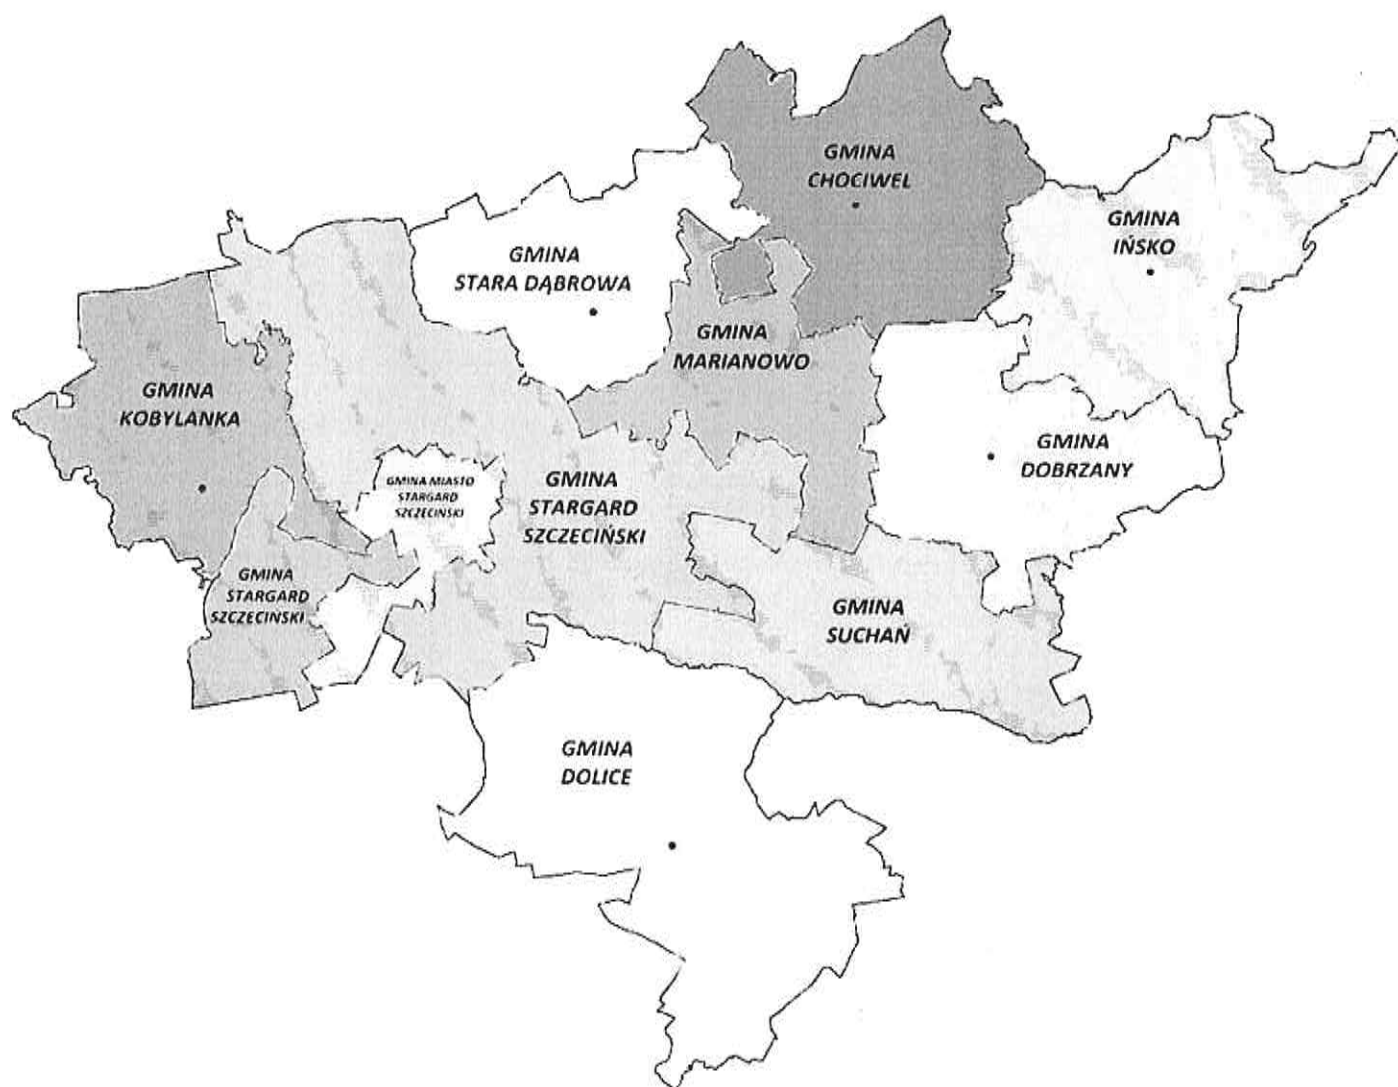 GMINA
CHOCIWEL
GMINA
IŃSKO
GMINA
STARA DĄBROWA
GMINA
MARIANOWO
GMINA
KOBYLANKA
GMINA
DOBRZANY
GMINA MIASTO
STARGARD
SZCZECIŃSKI
GMINA
STARGARD
SZCZECIŃSKI
GMINA
STARGARD
SZCZECINSKI
GMINA
SUCHAŃ
GMINA
DOLICE